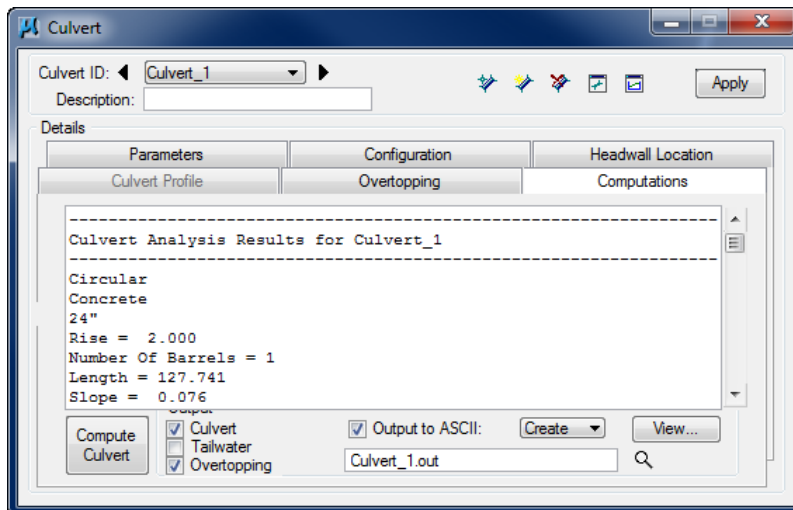 Culvert
Culvert ID: Culvert_1
Description:
Apply
Details
Parameters Configuration Headwall Location
Culvert Profile Overtopping Computations
--------------------------------------------------------------------------------
Culvert Analysis Results for Culvert_1
--------------------------------------------------------------------------------
Circular
Concrete
24"
Rise = 2.000
Number Of Barrels = 1
Length = 127.741
Slope = 0.076
Output
Compute Culvert
Culvert
Tailwater
Overtopping
Output to ASCII: Create View...
Culvert_1.out